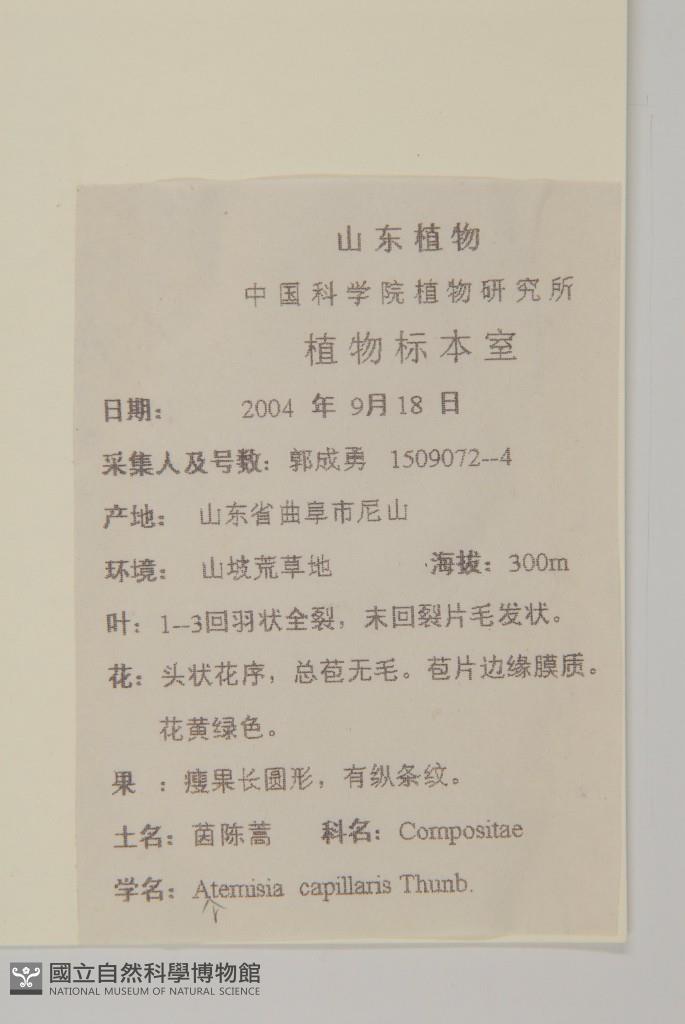 山东植物
中国科学院植物研究所
植物标本室
日期： 2004 年 9月 18 日
采集人及号数：郭成勇 1509072--4
产地： 山东省曲阜市尼山
环境： 山坡荒草地 海拔：300m
叶：1--3回羽状全裂，末回裂片毛发状。
花：头状花序，总苞无毛。苞片边缘膜质。
花黄绿色。
果 ：瘦果长圆形，有纵条纹。
土名：茵陈蒿 科名：Compositae
学名：Atemisia capillaris Thunb.
r
國立自然科學博物館
NATIONAL MUSEUM OF NATURAL SCIENCE